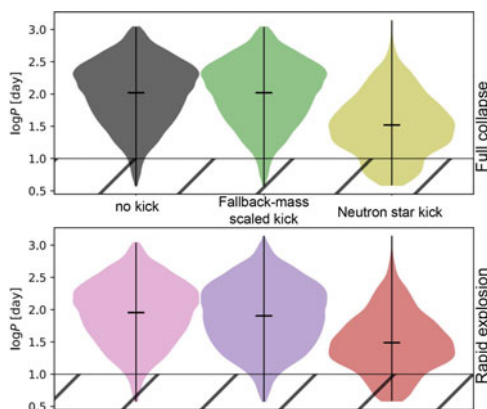 3.0
2.5
2.0
1.5
1.0
0.5
logP [day]
Full collapse
no kick
Fallback-mass
scaled kick
Neutron star kick
3.0
2.5
2.0
1.5
1.0
0.5
logP [day]
Rapid explosion